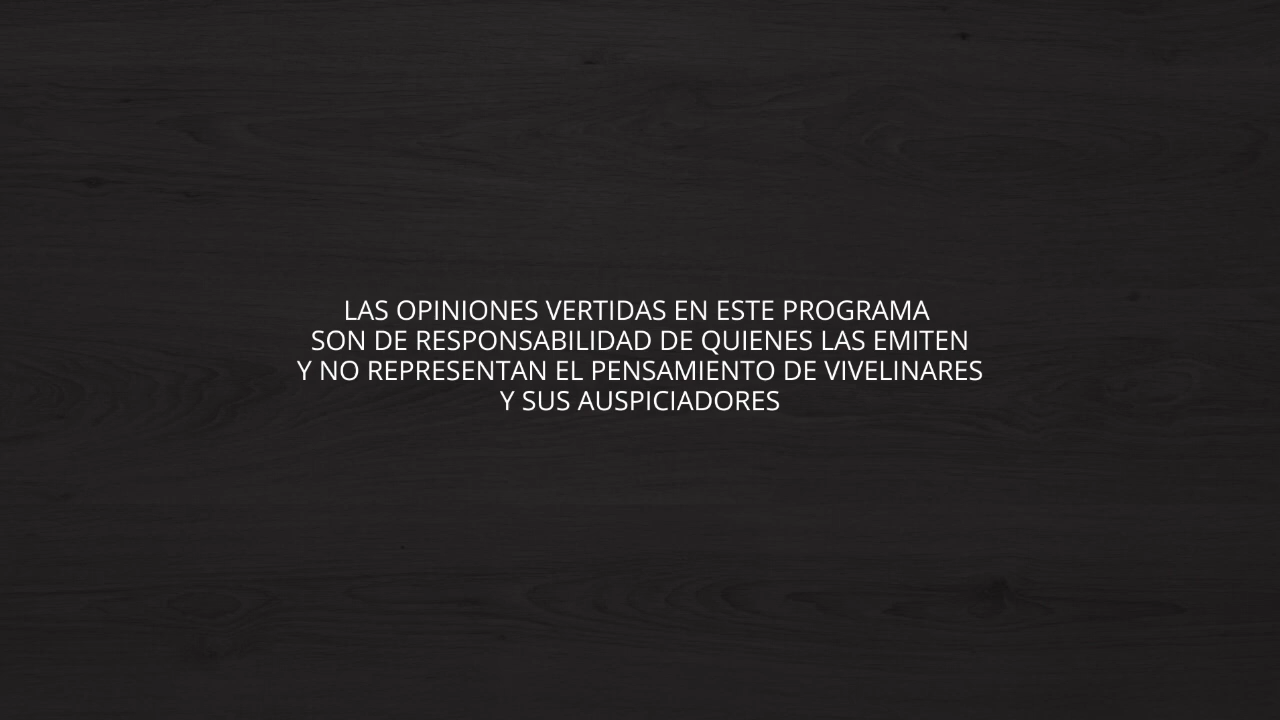 LAS OPINIONES VERTIDAS EN ESTE PROGRAMA
SON DE RESPONSABILIDAD DE QUIENES LAS EMITEN
Y NO REPRESENTAN EL PENSAMIENTO DE VIVELINARES
Y SUS AUSPICIADORES